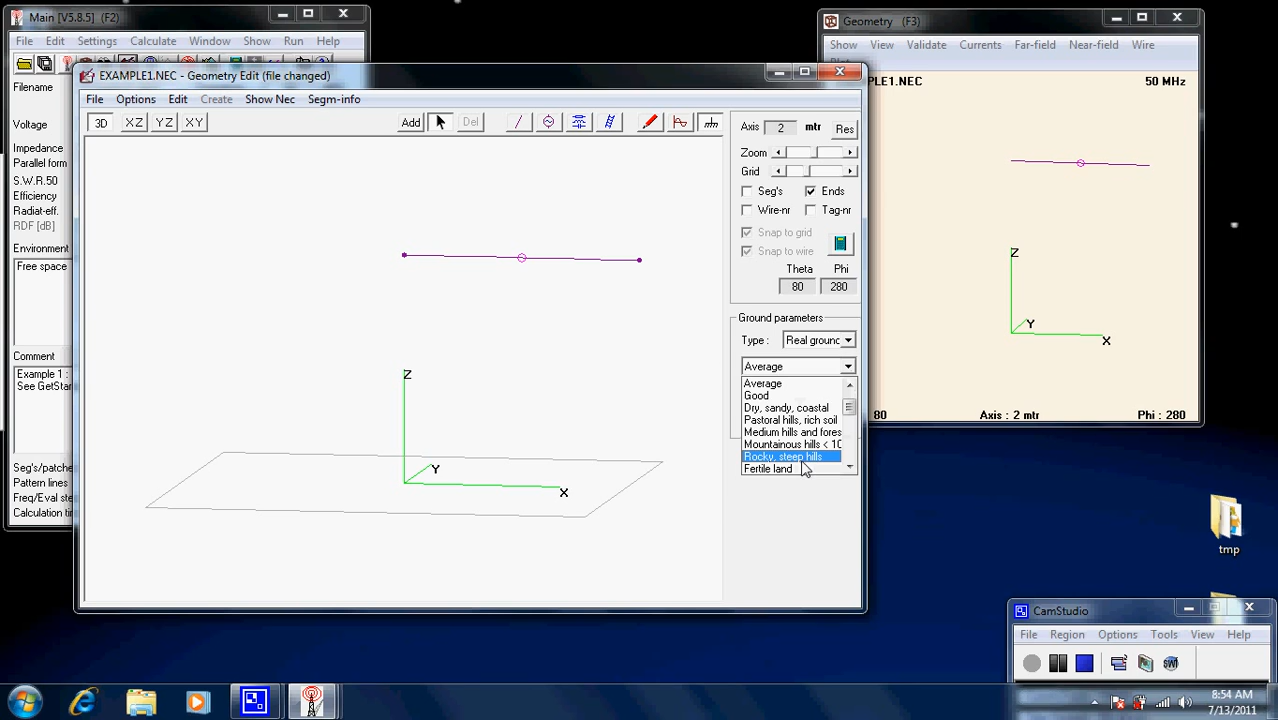 Main [V5.8.5] (F2)
File Edit Settings Calculate Window Show Run Help
Filename
Voltage
Impedance
Parallel form
S.W.R.50
Efficiency
Radiat-eff.
RDF [dB]
Environment
Free space
Comment
Example 1 :
See GetStar
Seg's/patche
Pattern lines
Freq/Eval ste
Calculation tir
EXAMPLE1.NEC - Geometry Edit (file changed)
File Options Edit Create Show Nec Segm-info
3D XZ YZ XY Add Del
Z
Y
X
Axis 2 mtr Res
Zoom
Grid
Seg's Ends
Wire-nr Tag-nr
Snap to grid
Snap to wire
Theta Phi
80 280
Ground parameters
Type : Real ground
Average
Average
Good
Dry, sandy, coastal
Pastoral hills, rich soil
Medium hills and fores
Mountainous hills < 10
Rocky, steep hills
Fertile land
Geometry (F3)
Show View Validate Currents Far-field Near-field Wire
PLE1.NEC 50 MHz
Z
Y
X
80 Axis : 2 mtr Phi : 280
tmp
CamStudio
File Region Options Tools View Help
SWF
8:54 AM
7/13/2011